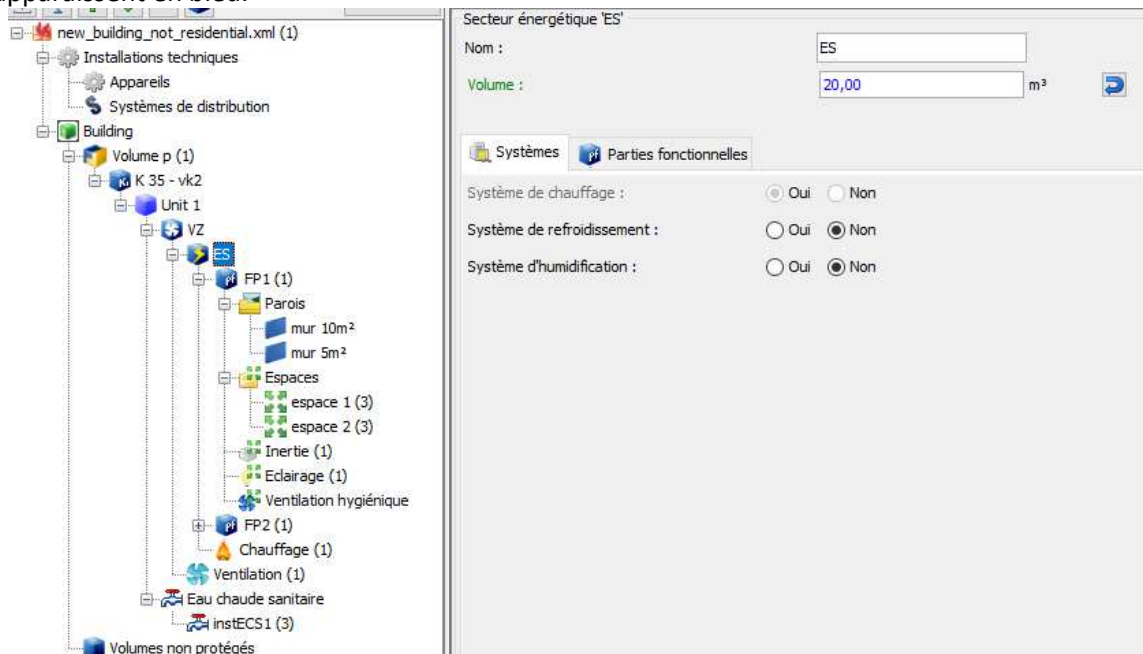 apparaissent en bleu.
new_building_not_residential.xml (1)
Installations techniques
Appareils
Systèmes de distribution
Building
Volume p (1)
K 35 - vk2
Unit 1
VZ
ES
FP1 (1)
Parois
mur 10m²
mur 5m²
Espaces
espace 1 (3)
espace 2 (3)
Inertie (1)
Eclairage (1)
Ventilation hygiénique
FP2 (1)
Chauffage (1)
Ventilation (1)
Eau chaude sanitaire
instECS1 (3)
Volumes non protégés
Secteur énergétique 'ES'
Nom : ES
Volume : 20,00 m³
Systèmes Parties fonctionnelles
Système de chauffage : Oui Non
Système de refroidissement : Oui Non
Système d'humidification : Oui Non